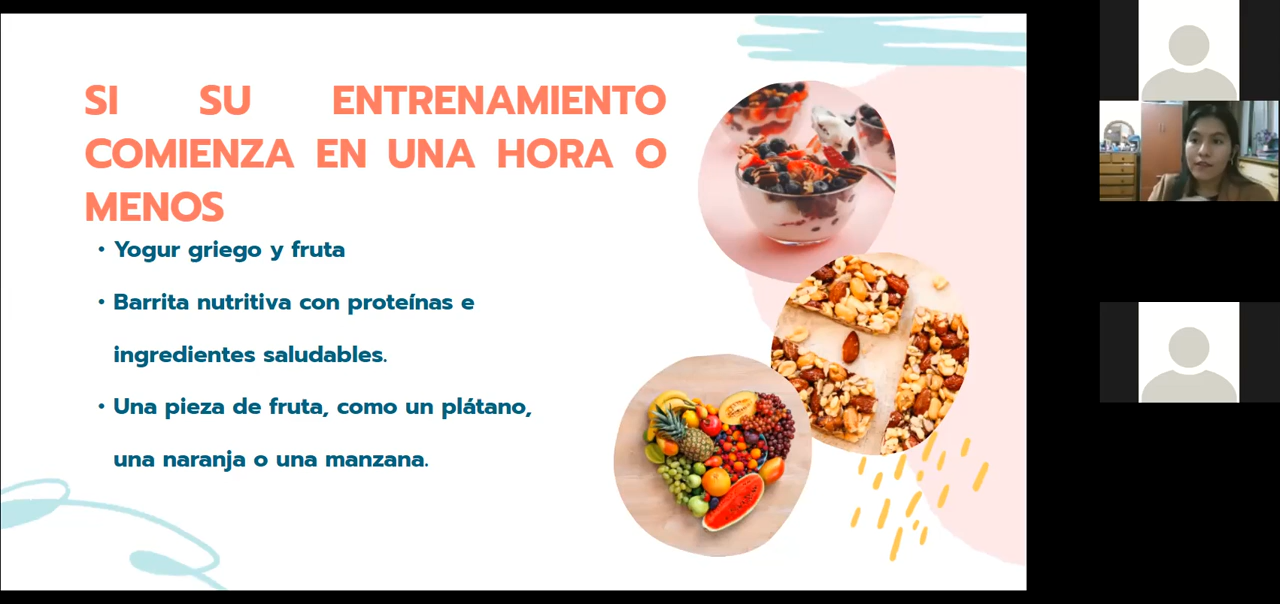 SI SU ENTRENAMIENTO
COMIENZA EN UNA HORA O
MENOS
• Yogur griego y fruta
• Barrita nutritiva con proteínas e
ingredientes saludables.
• Una pieza de fruta, como un plátano,
una naranja o una manzana.